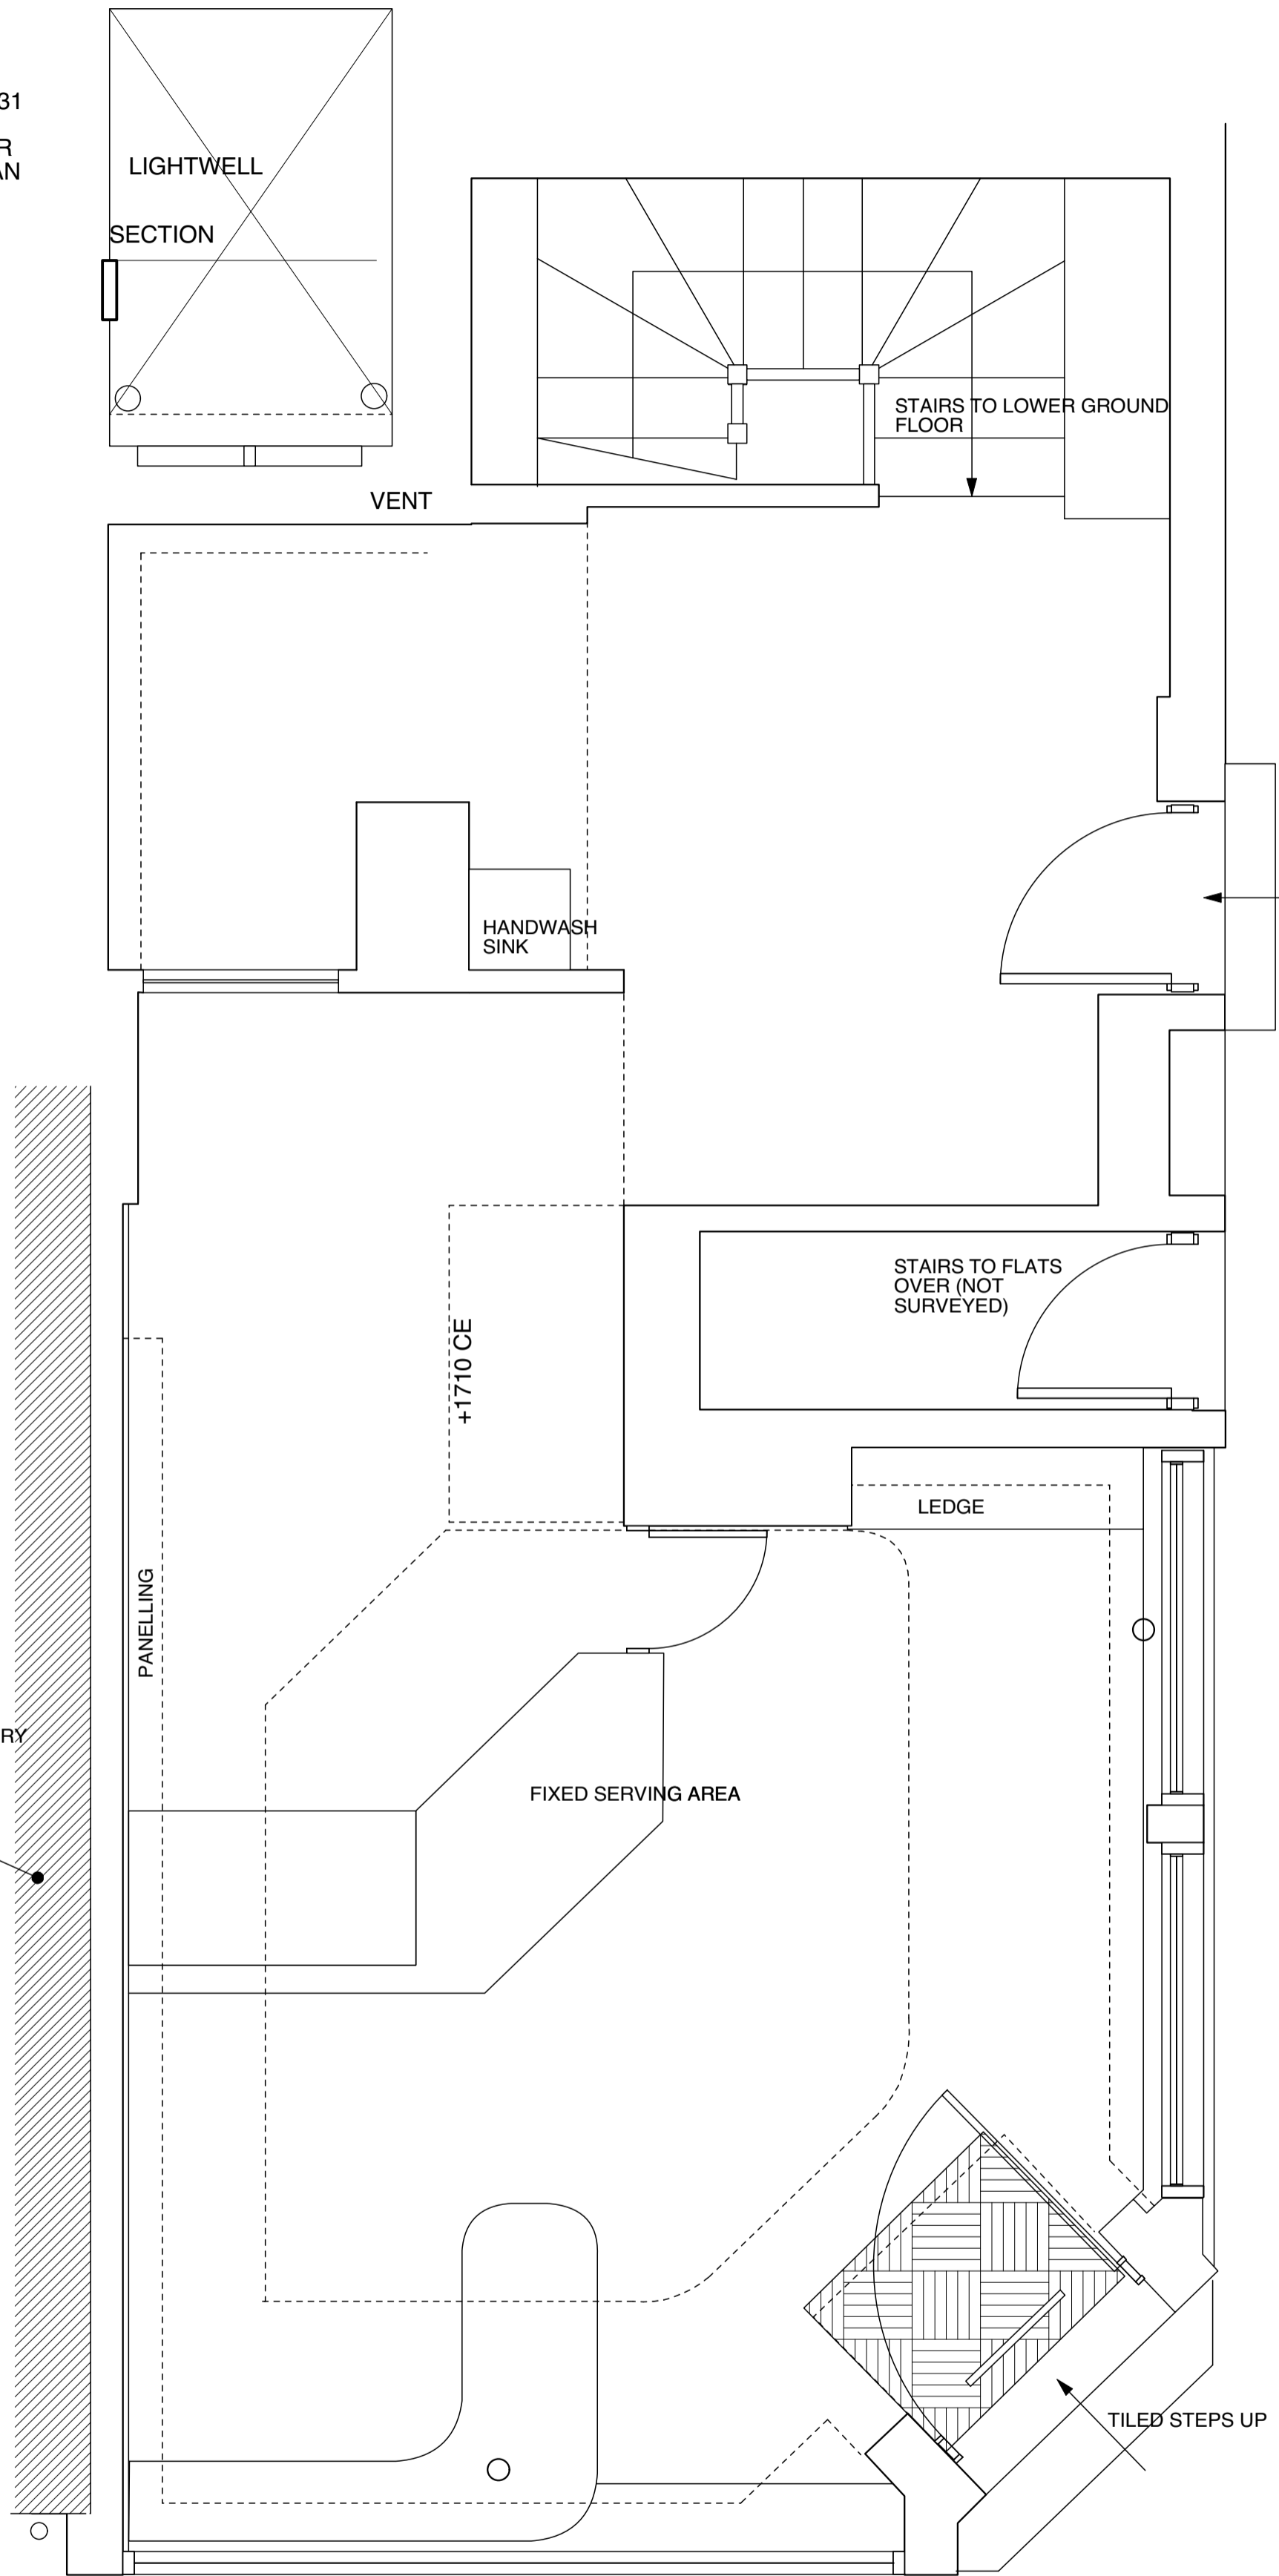 31
R
AN
LIGHTWELL
SECTION
STAIRS TO LOWER GROUND
FLOOR
VENT
HANDWASH
SINK
STAIRS TO FLATS
OVER (NOT
SURVEYED)
+1710 CE
LEDGE
PANELLING
RY
FIXED SERVING AREA
TILED STEPS UP